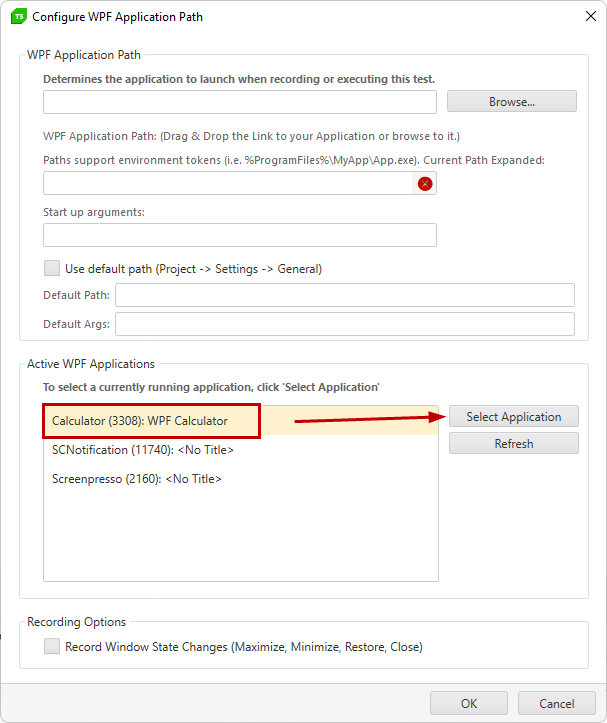 TS Configure WPF Application Path
WPF Application Path
Determines the application to launch when recording or executing this test.
Browse...
WPF Application Path: (Drag & Drop the Link to your Application or browse to it.)
Paths support environment tokens (i.e. %ProgramFiles%\MyApp\App.exe). Current Path Expanded:
Start up arguments:
Use default path (Project -> Settings -> General)
Default Path:
Default Args:
Active WPF Applications
To select a currently running application, click 'Select Application'
Calculator (3308): WPF Calculator
Select Application
SCNotification (11740): <No Title>
Refresh
Screenpresso (2160): <No Title>
Recording Options
Record Window State Changes (Maximize, Minimize, Restore, Close)
OK
Cancel